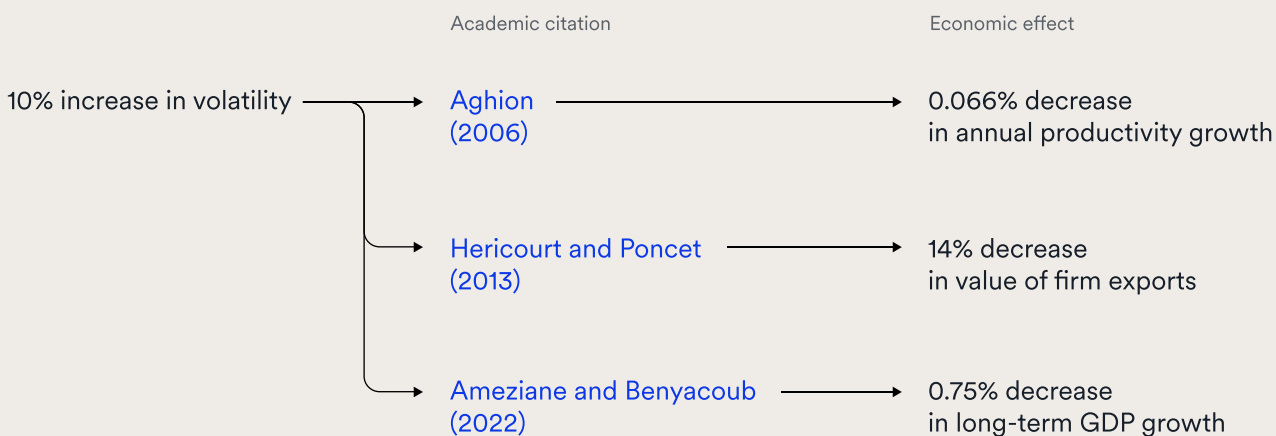 Academic citation
Economic effect
10% increase in volatility
Aghion
(2006)
0.066% decrease
in annual productivity growth
Hericourt and Poncet
(2013)
14% decrease
in value of firm exports
Ameziane and Benyacoub
(2022)
0.75% decrease
in long-term GDP growth